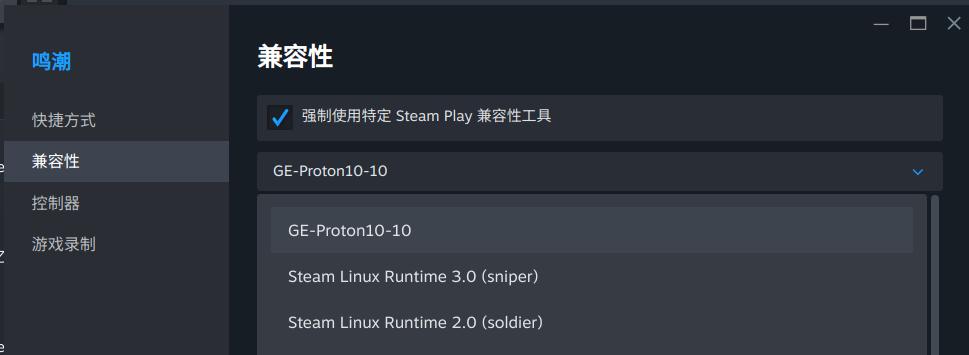 鸣潮
快捷方式
兼容性
控制器
游戏录制
兼容性
强制使用特定 Steam Play 兼容性工具
GE-Proton10-10
GE-Proton10-10
Steam Linux Runtime 3.0 (sniper)
Steam Linux Runtime 2.0 (soldier)